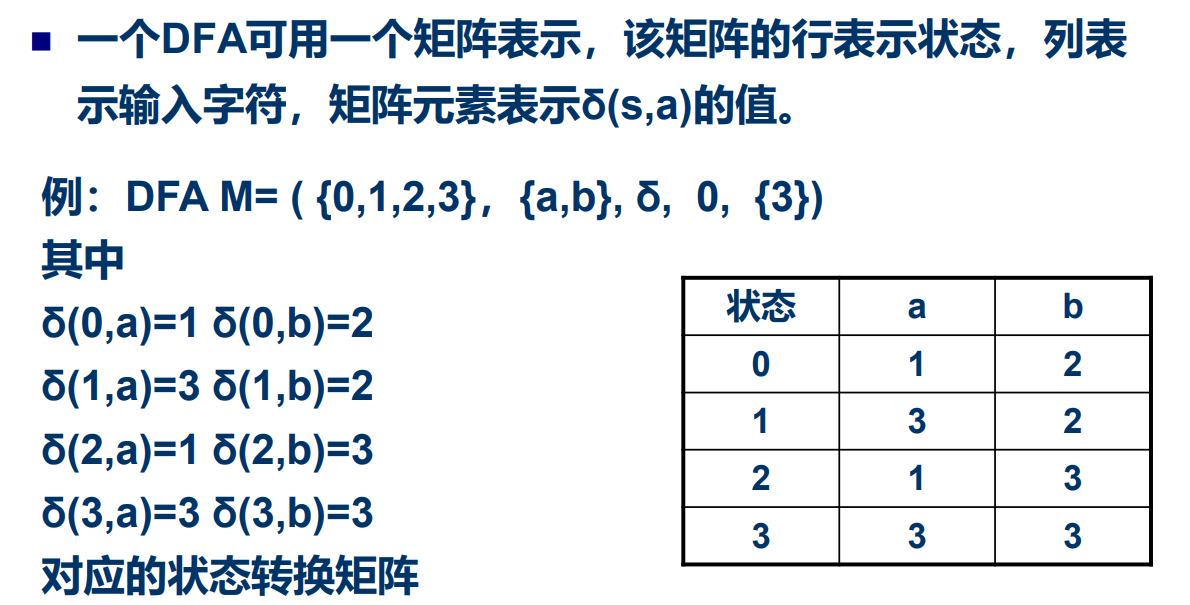 ■ 一个DFA可用一个矩阵表示，该矩阵的行表示状态，列表
示输入字符，矩阵元素表示δ(s,a)的值。
例：DFA M= ( {0,1,2,3}，{a,b}, δ, 0, {3})
其中
δ(0,a)=1 δ(0,b)=2
δ(1,a)=3 δ(1,b)=2
δ(2,a)=1 δ(2,b)=3
δ(3,a)=3 δ(3,b)=3
对应的状态转换矩阵
状态 a b
0 1 2
1 3 2
2 1 3
3 3 3